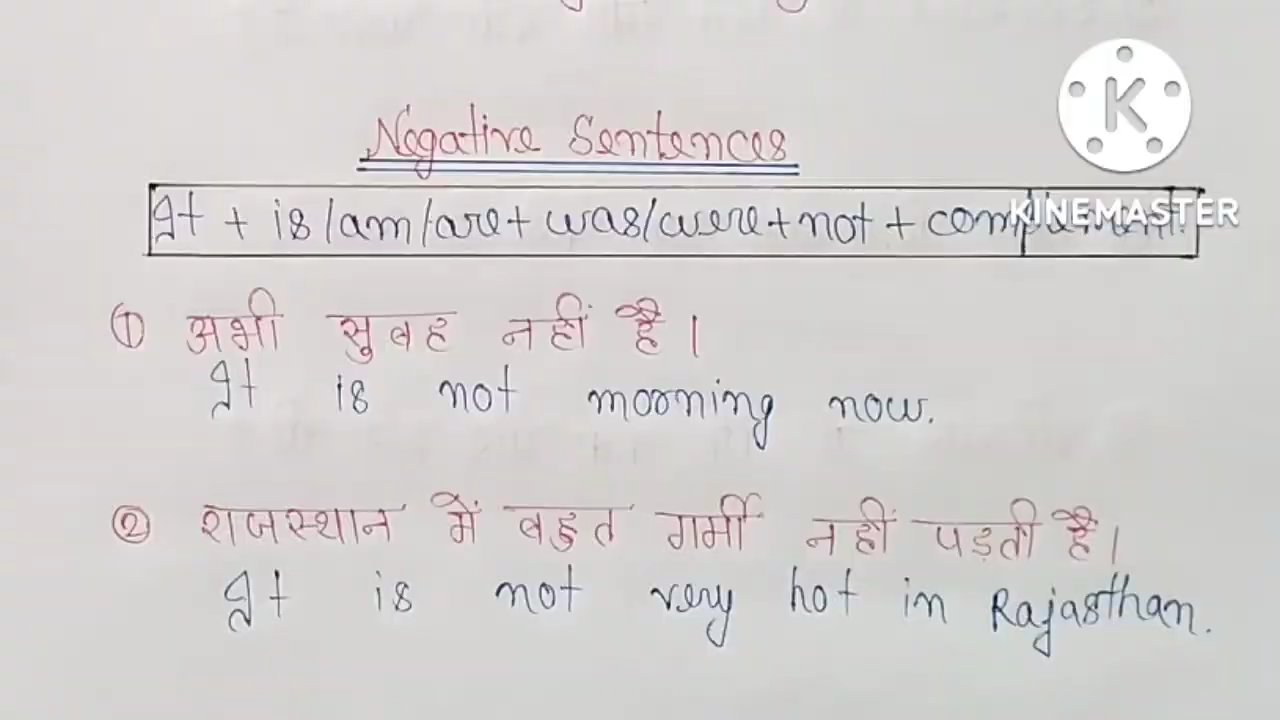 Negative Sentences
It + is/am/are + was/were + not + com
KINEMASTER
① अभी सुबह नहीं है।
It is not morning now.
② राजस्थान में बहुत गर्मी नहीं पड़ती है।
It is not very hot in Rajasthan.